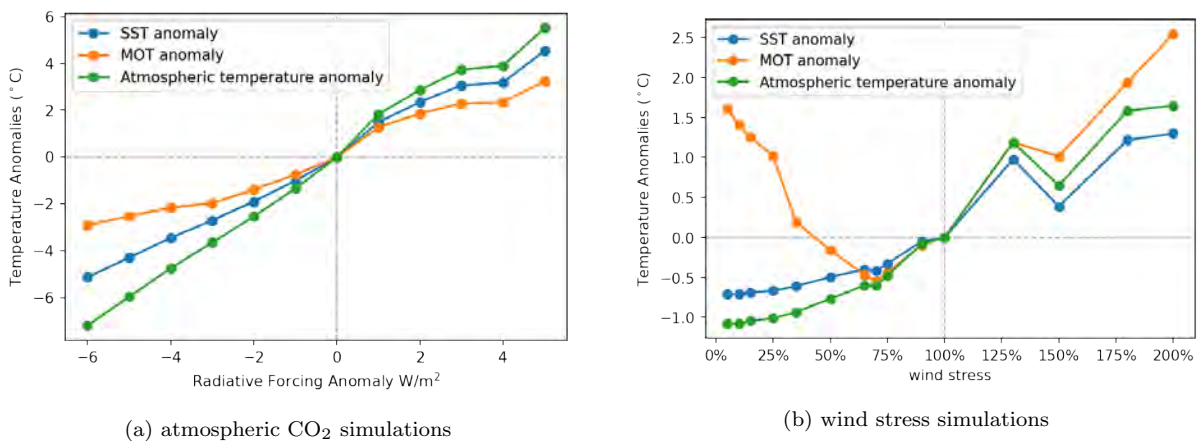 6
4
2
0
−2
−4
−6
Temperature Anomalies (°C)
SST anomaly
MOT anomaly
Atmospheric temperature anomaly
−6 −4 −2 0 2 4
Radiative Forcing Anomaly W/m²
(a) atmospheric CO₂ simulations
2.5
2.0
1.5
1.0
0.5
0.0
−0.5
−1.0
Temperature Anomalies (°C)
SST anomaly
MOT anomaly
Atmospheric temperature anomaly
0% 25% 50% 75% 100% 125% 150% 175% 200%
wind stress
(b) wind stress simulations